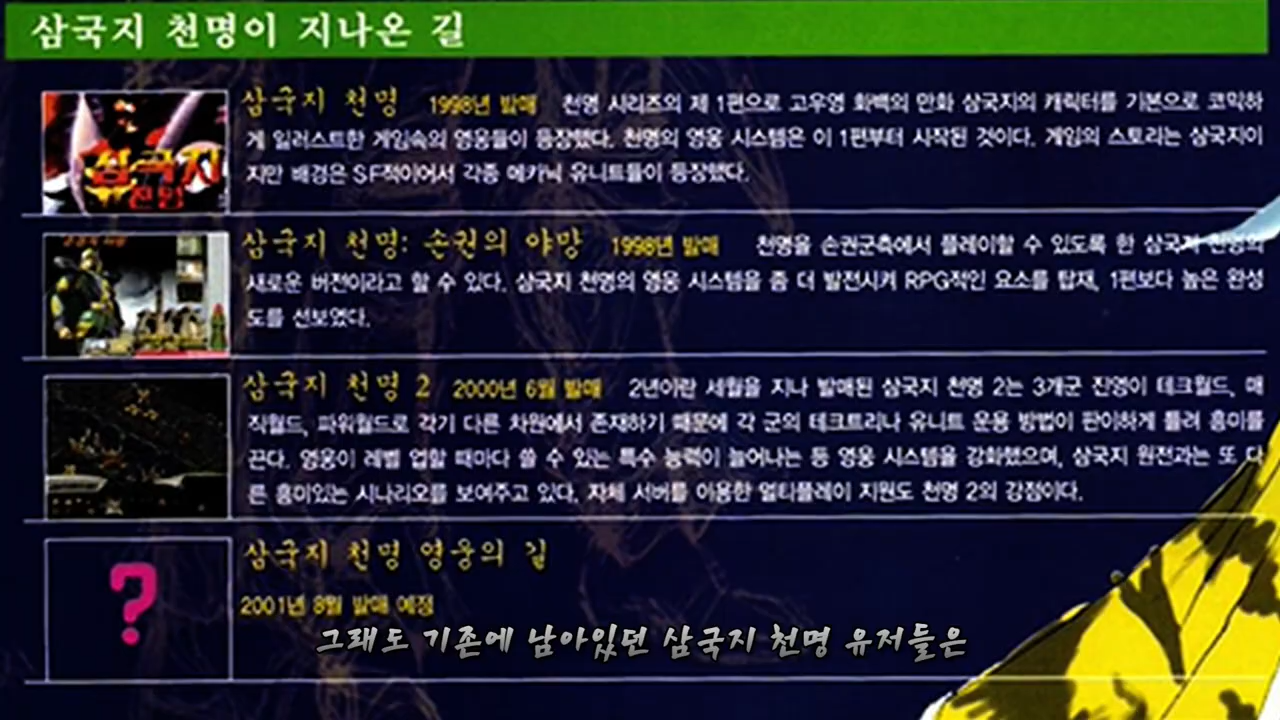 삼국지 천명이 지나온 길
삼국지 천명 1998년 발매 천명 시리즈의 제 1편으로 고우영 화백의 만화 삼국지의 캐릭터를 기본으로 코믹하
게 일러스트한 게임속의 영웅들이 등장했다. 천명의 영웅 시스템은 이 1편부터 시작된 것이다. 게임의 스토리는 삼국지이
지만 배경은 SF적이어서 각종 메카닉 유니트들이 등장했다.
삼국지 천명: 손권의 야망 1998년 발매 천명을 손권군측에서 플레이할 수 있도록 한 삼국지 천명의
새로운 버전이라고 할 수 있다. 삼국지 천명의 영웅 시스템을 좀 더 발전시켜 RPG적인 요소를 탑재, 1편보다 높은 완성
도를 선보였다.
삼국지 천명 2 2000년 6월 발매 2년이란 세월을 지나 발매된 삼국지 천명 2는 3개군 진영이 테크월드, 매
직월드, 파워월드로 각기 다른 차원에서 존재하기 때문에 각 군의 테크트리나 유니트 운용 방법이 판이하게 틀려 흥미를
끈다. 영웅이 레벨 업할 때마다 쓸 수 있는 특수 능력이 늘어나는 등 영웅 시스템을 강화했으며, 삼국지 원전과는 또 다
른 흥미있는 시나리오를 보여주고 있다. 자체 서버를 이용한 멀티플레이 지원도 천명 2의 강점이다.
?
삼국지 천명 영웅의 길
2001년 8월 발매 예정
그래도 기존에 남아있던 삼국지 천명 유저들은